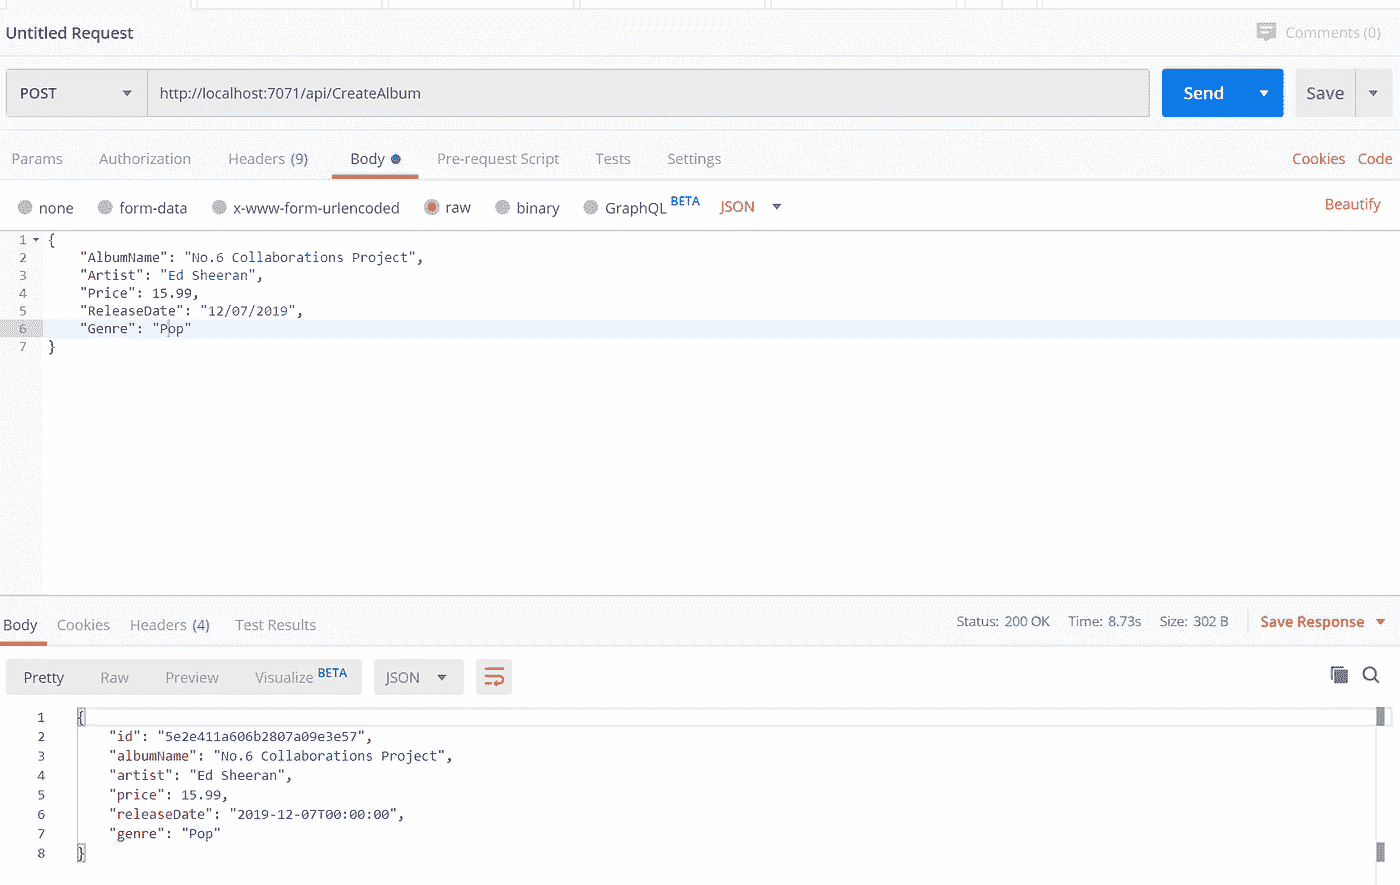 Untitled Request
Comments (0)
POST http://localhost:7071/api/CreateAlbum Send Save
Params Authorization Headers (9) Body Pre-request Script Tests Settings Cookies Code
none form-data x-www-form-urlencoded raw binary GraphQL BETA JSON Beautify
1 {
2 "AlbumName": "No.6 Collaborations Project",
3 "Artist": "Ed Sheeran",
4 "Price": 15.99,
5 "ReleaseDate": "12/07/2019",
6 "Genre": "Pop"
7 }
Body Cookies Headers (4) Test Results Status: 200 OK Time: 8.73s Size: 302 B Save Response
Pretty Raw Preview Visualize BETA JSON
1 {
2 "id": "5e2e411a606b2807a09e3e57",
3 "albumName": "No.6 Collaborations Project",
4 "artist": "Ed Sheeran",
5 "price": 15.99,
6 "releaseDate": "2019-12-07T00:00:00",
7 "genre": "Pop"
8 }